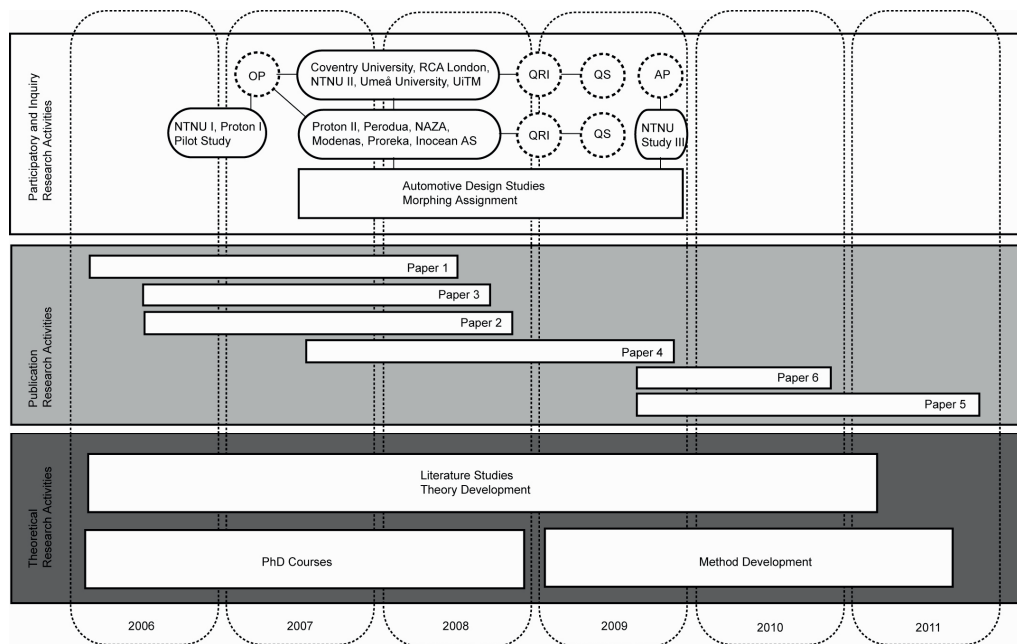 Participatory and Inquiry
Research Activities
OP
Coventry University, RCA London,
NTNU II, Umeå University, UiTM
QRI
QS
AP
NTNU I, Proton I
Pilot Study
Proton II, Perodua, NAZA,
Modenas, Proreka, Inocean AS
QRI
QS
NTNU
Study III
Automotive Design Studies
Morphing Assignment
Publication
Research Activities
Paper 1
Paper 3
Paper 2
Paper 4
Paper 6
Paper 5
Theoretical
Research Activities
Literature Studies
Theory Development
PhD Courses
Method Development
2006
2007
2008
2009
2010
2011